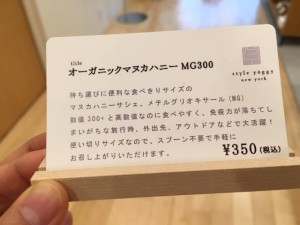 title
オーガニックマヌカハニー MG300
style yoggy
new york
持ち運びに便利な食べきりサイズの
マヌカハニーサシェ。メチルグリオキサール(MG)
数値300+と高数値なのに食べやすく、免疫力が落ちてし
まいがちな旅行時、外出先、アウトドアなどで大活躍!
使い切りサイズなので、スプーン不要で手軽に
お召し上がりいただけます。
¥350(税込)